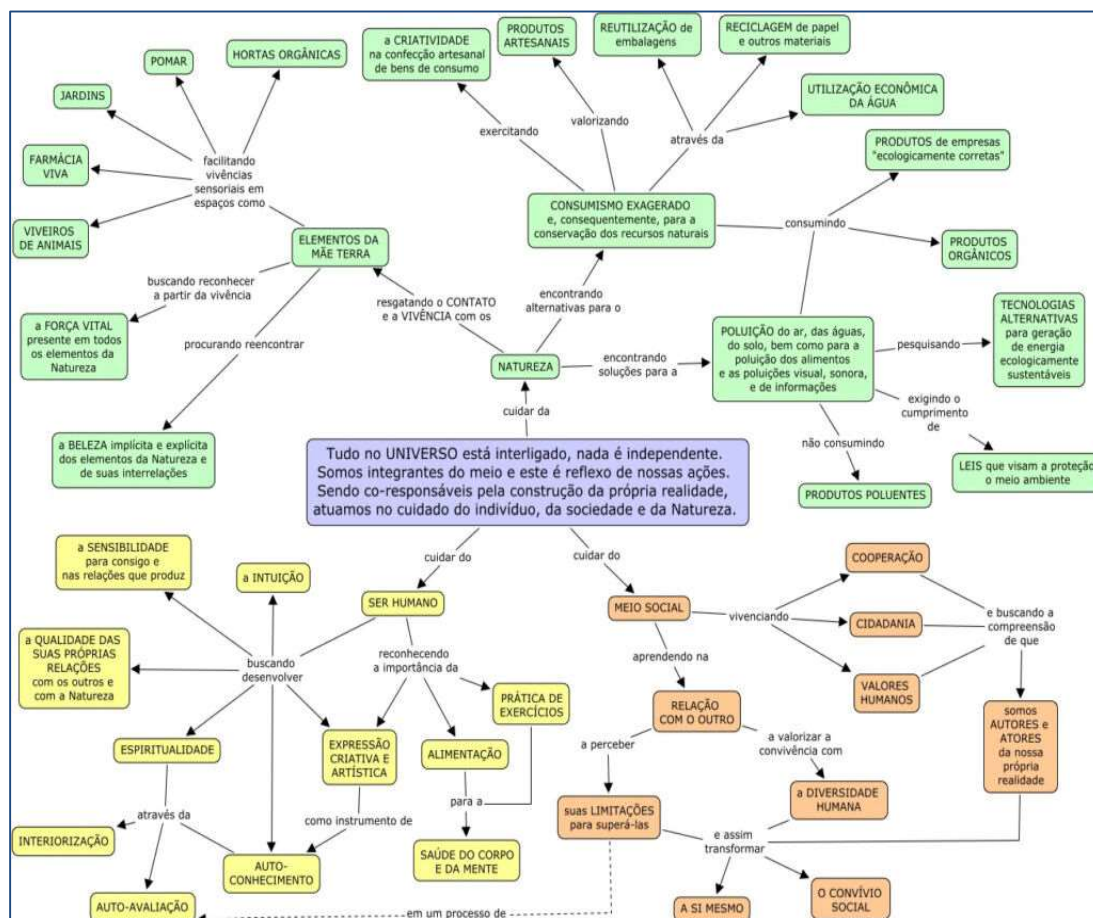 a CRIATIVIDADE
na confecção artesanal
de bens de consumo
PRODUTOS
ARTESANAIS
REUTILIZAÇÃO de
embalagens
RECICLAGEM de papel
e outros materiais
HORTAS ORGÂNICAS
POMAR
JARDINS
UTILIZAÇÃO ECONÔMICA
DA ÁGUA
exercitando
valorizando
através da
FARMÁCIA
VIVA
facilitando
vivências
sensoriais em
espaços como
PRODUTOS de empresas
"ecologicamente corretas"
VIVEIROS
DE ANIMAIS
ELEMENTOS DA
MÃE TERRA
CONSUMISMO EXAGERADO
e, consequentemente, para a
conservação dos recursos naturais
consumindo
PRODUTOS
ORGÂNICOS
buscando reconhecer
a partir da vivência
resgatando o CONTATO
e a VIVÊNCIA com os
encontrando
alternativas para o
a FORÇA VITAL
presente em todos
os elementos da
Natureza
procurando reencontrar
NATUREZA
encontrando
soluções para a
POLUIÇÃO do ar, das águas,
do solo, bem como para a
poluição dos alimentos
e as poluições visual, sonora,
e de informações
pesquisando
TECNOLOGIAS
ALTERNATIVAS
para geração
de energia
ecologicamente
sustentáveis
cuidar da
exigindo o
cumprimento
de
a BELEZA implícita e explícita
dos elementos da Natureza e
de suas interrelações
não consumindo
LEIS que visam a proteção
o meio ambiente
PRODUTOS POLUENTES
Tudo no UNIVERSO está interligado, nada é independente.
Somos integrantes do meio e este é reflexo de nossas ações.
Sendo co-responsáveis pela construção da própria realidade,
atuamos no cuidado do indivíduo, da sociedade e da Natureza.
cuidar do
cuidar do
a SENSIBILIDADE
para consigo e
nas relações que produz
a INTUIÇÃO
SER HUMANO
MEIO SOCIAL
vivenciando
COOPERAÇÃO
CIDADANIA
VALORES
HUMANOS
e buscando a
compreensão
de que
a QUALIDADE DAS
SUAS PRÓPRIAS
RELAÇÕES
com os outros e
com a Natureza
buscando
desenvolver
reconhecendo
a importância da
aprendendo na
PRÁTICA DE
EXERCÍCIOS
RELAÇÃO
COM O OUTRO
somos
AUTORES e
ATORES
da nossa
própria
realidade
ESPIRITUALIDADE
EXPRESSÃO
CRIATIVA E
ARTÍSTICA
ALIMENTAÇÃO
a perceber
a valorizar a
convivência com
a DIVERSIDADE
HUMANA
através da
como instrumento de
para a
suas LIMITAÇÕES
para superá-las
e assim
transformar
INTERIORIZAÇÃO
AUTO-
CONHECIMENTO
SAÚDE DO CORPO
E DA MENTE
AUTO-AVALIAÇÃO
em um processo de
A SI MESMO
O CONVÍVIO
SOCIAL